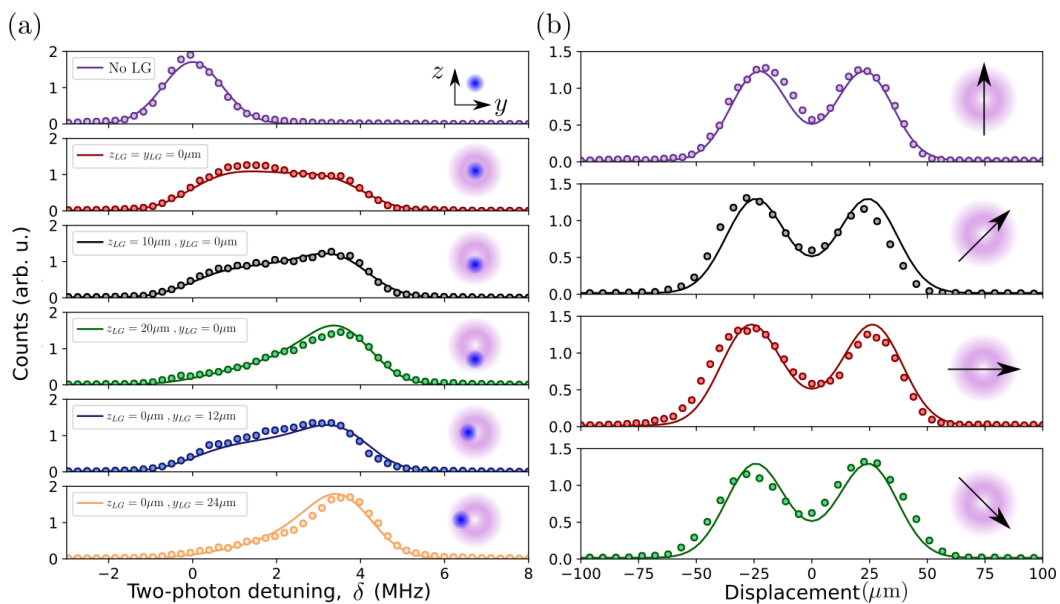 (a)
(b)
Counts (arb. u.)
2
1
0
No LG
z
y
2
1
0
z_LG = y_LG = 0μm
2
1
0
z_LG = 10μm , y_LG = 0μm
2
1
0
z_LG = 20μm , y_LG = 0μm
2
1
0
z_LG = 0μm , y_LG = 12μm
2
1
0
z_LG = 0μm , y_LG = 24μm
−2 0 2 4 6 8
Two-photon detuning, δ (MHz)
1.5
1.0
0.5
0.0
1.5
1.0
0.5
0.0
1.5
1.0
0.5
0.0
1.5
1.0
0.5
0.0
−100 −75 −50 −25 0 25 50 75 100
Displacement (μm)